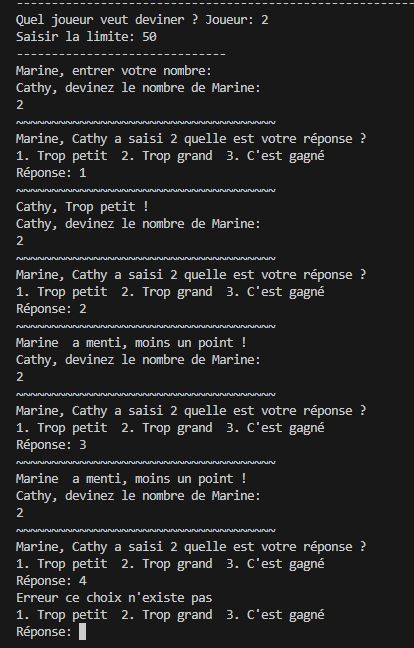 --------------------------------------------------------
Quel joueur veut deviner ? Joueur: 2
Saisir la limite: 50
------------------------------
Marine, entrer votre nombre:
Cathy, devinez le nombre de Marine:
2
~~~~~~~~~~~~~~~~~~~~~~~~~~~~~~~~~~~~~
Marine, Cathy a saisi 2 quelle est votre réponse ?
1. Trop petit  2. Trop grand  3. C'est gagné
Réponse: 1
~~~~~~~~~~~~~~~~~~~~~~~~~~~~~~~~~~~~~
Cathy, Trop petit !
Cathy, devinez le nombre de Marine:
2
~~~~~~~~~~~~~~~~~~~~~~~~~~~~~~~~~~~~~
Marine, Cathy a saisi 2 quelle est votre réponse ?
1. Trop petit  2. Trop grand  3. C'est gagné
Réponse: 2
~~~~~~~~~~~~~~~~~~~~~~~~~~~~~~~~~~~~~
Marine  a menti, moins un point !
Cathy, devinez le nombre de Marine:
2
~~~~~~~~~~~~~~~~~~~~~~~~~~~~~~~~~~~~~
Marine, Cathy a saisi 2 quelle est votre réponse ?
1. Trop petit  2. Trop grand  3. C'est gagné
Réponse: 3
~~~~~~~~~~~~~~~~~~~~~~~~~~~~~~~~~~~~~
Marine  a menti, moins un point !
Cathy, devinez le nombre de Marine:
2
~~~~~~~~~~~~~~~~~~~~~~~~~~~~~~~~~~~~~
Marine, Cathy a saisi 2 quelle est votre réponse ?
1. Trop petit  2. Trop grand  3. C'est gagné
Réponse: 4
Erreur ce choix n'existe pas
1. Trop petit  2. Trop grand  3. C'est gagné
Réponse: